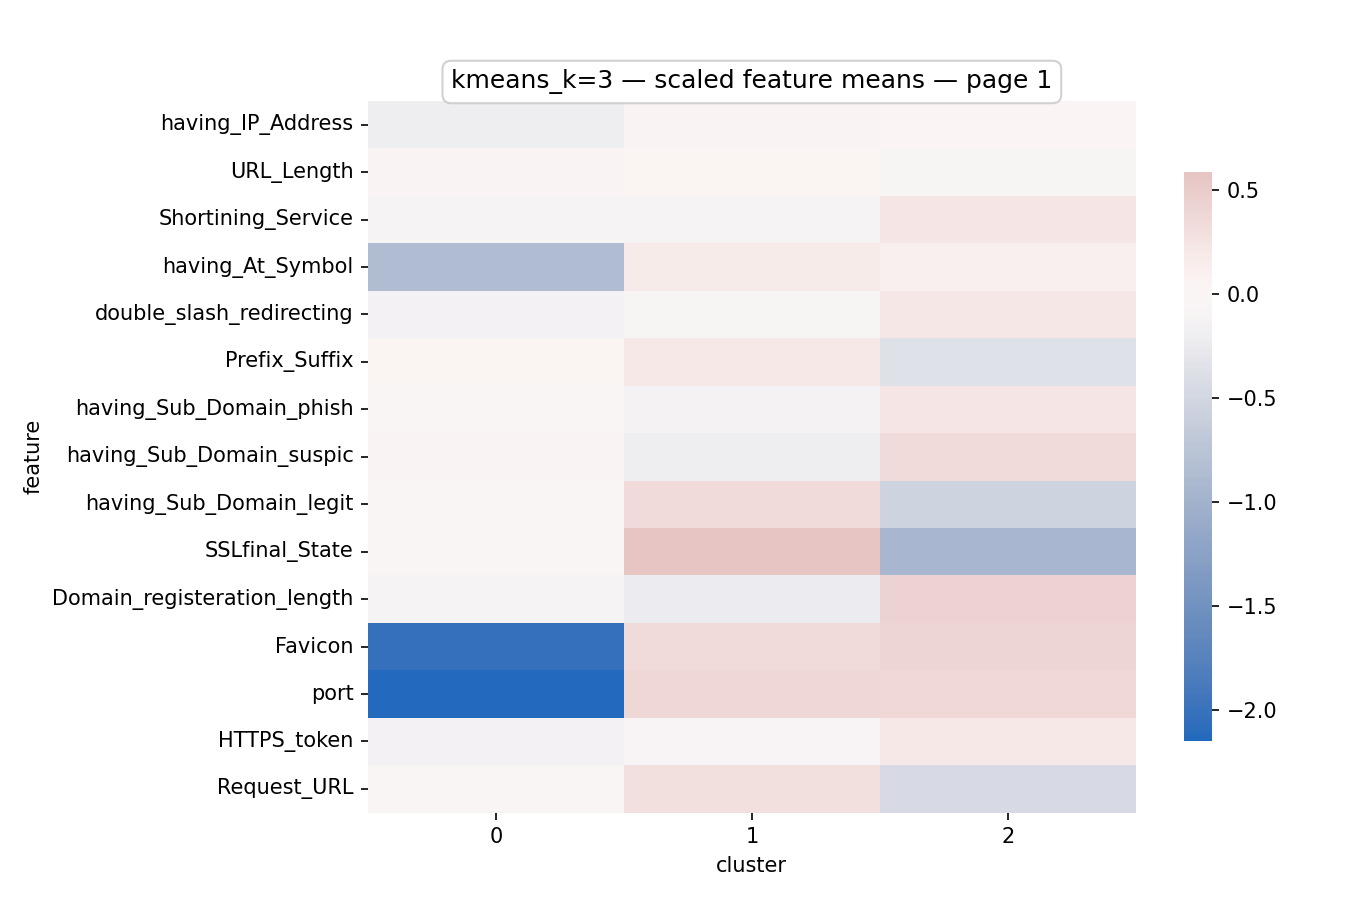 kmeans_k=3 — scaled feature means — page 1
having_IP_Address
URL_Length
Shortining_Service
having_At_Symbol
double_slash_redirecting
Prefix_Suffix
having_Sub_Domain_phish
having_Sub_Domain_suspic
having_Sub_Domain_legit
SSLfinal_State
Domain_registeration_length
Favicon
port
HTTPS_token
Request_URL
feature
0 1 2
cluster
0.5
0.0
−0.5
−1.0
−1.5
−2.0